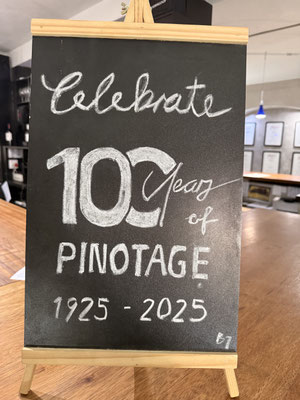 Celebrate
100 Years
of
PINOTAGE
1925 - 2025